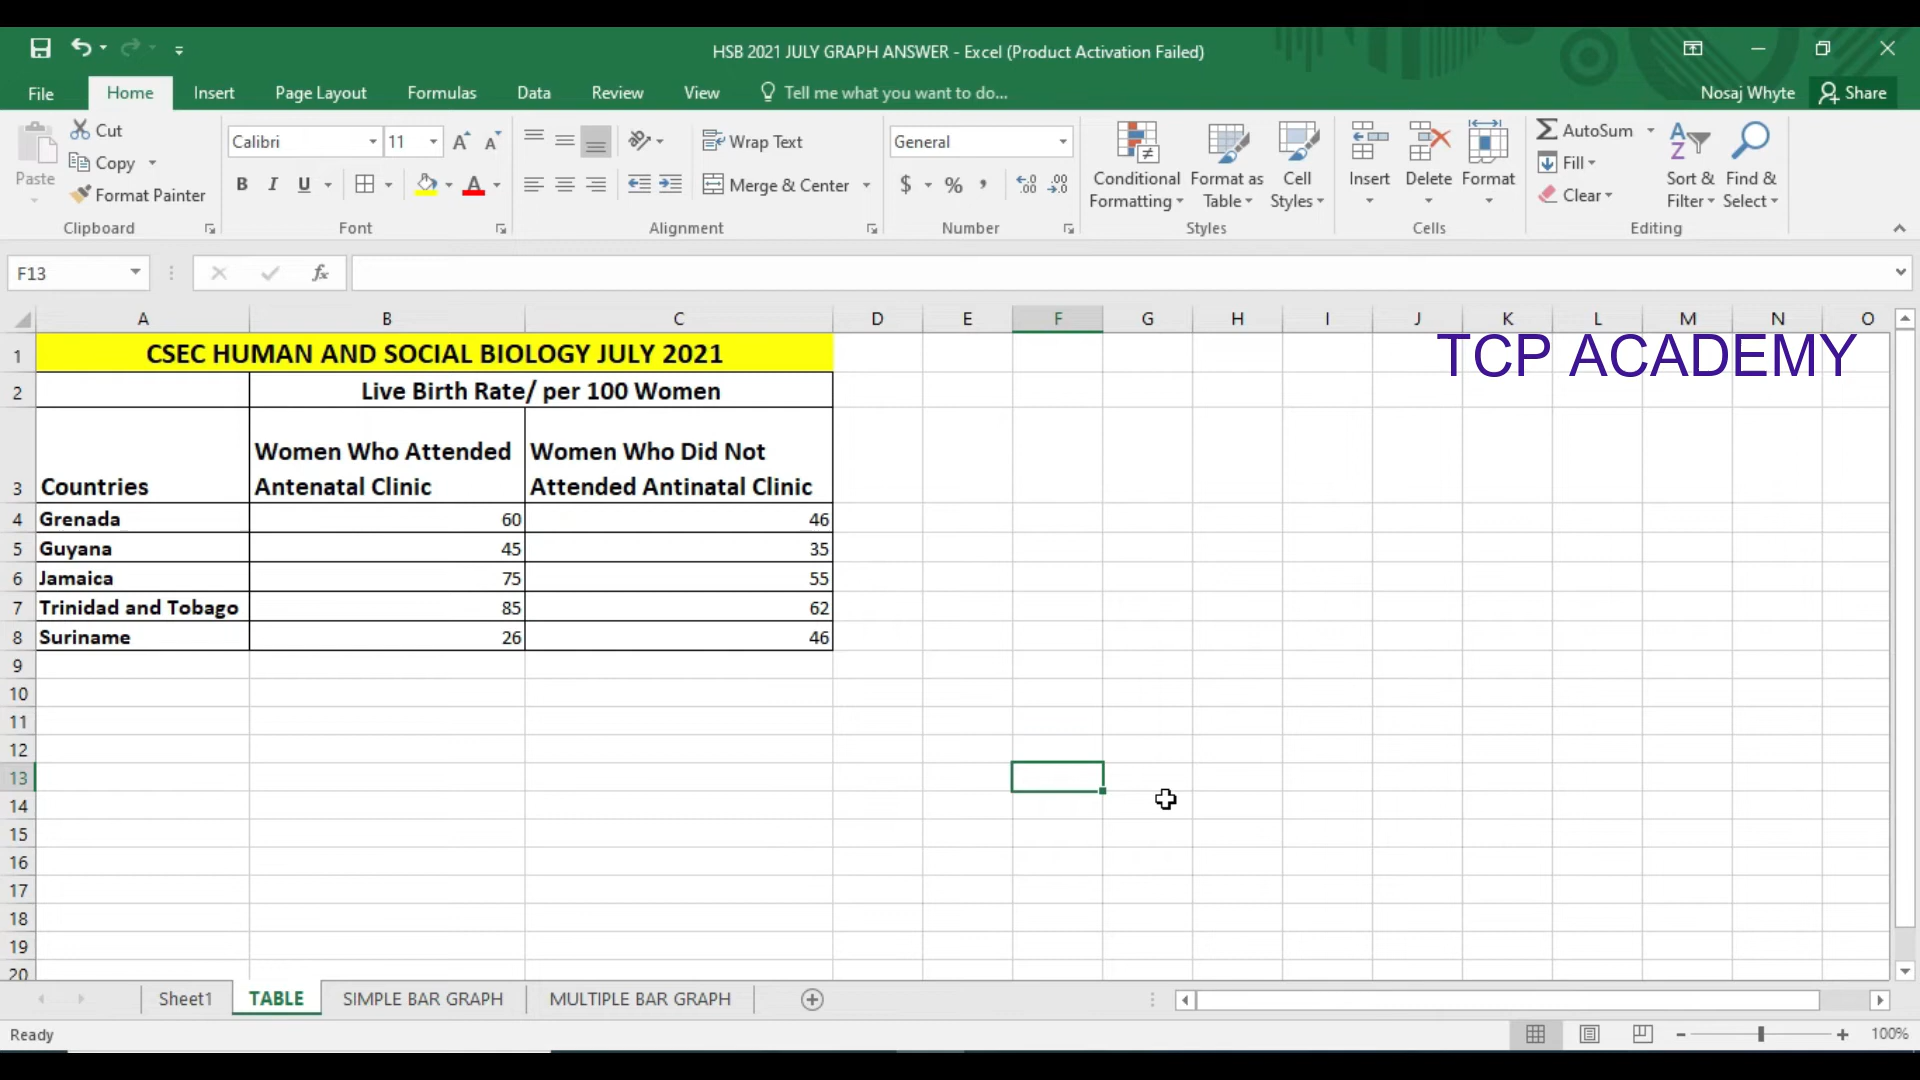 HSB 2021 JULY GRAPH ANSWER - Excel (Product Activation Failed)
File Home Insert Page Layout Formulas Data Review View Tell me what you want to do... Nosaj Whyte Share
Paste
Cut
Copy
Format Painter
Clipboard
Calibri 11
B I U
Font
Wrap Text
Merge & Center
Alignment
General
$ % ,
Number
Conditional Formatting
Format as Table
Cell Styles
Styles
Insert Delete Format
Cells
AutoSum
Fill
Clear
Sort & Filter
Find & Select
Editing
F13 fx
A B C D E F G H I J K L M N O
TCP ACADEMY
1 CSEC HUMAN AND SOCIAL BIOLOGY JULY 2021
2 Live Birth Rate/ per 100 Women
3 Countries Women Who Attended Antenatal Clinic Women Who Did Not Attended Antinatal Clinic
4 Grenada 60 46
5 Guyana 45 35
6 Jamaica 75 55
7 Trinidad and Tobago 85 62
8 Suriname 26 46
9
10
11
12
13
14
15
16
17
18
19
20
Sheet1 TABLE SIMPLE BAR GRAPH MULTIPLE BAR GRAPH
Ready 100%